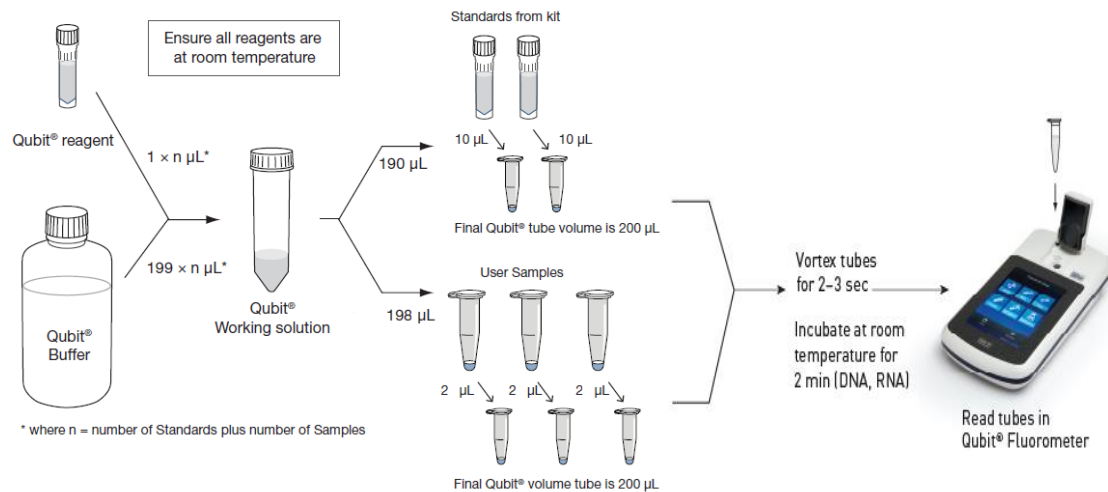 Ensure all reagents are
at room temperature
Qubit® reagent
1 × n µL*
199 × n µL*
Qubit®
Buffer
Qubit®
Working solution
* where n = number of Standards plus number of Samples
190 µL
198 µL
Standards from kit
10 µL
10 µL
Final Qubit® tube volume is 200 µL
User Samples
2 µL
2 µL
2 µL
Final Qubit® volume tube is 200 µL
Vortex tubes
for 2–3 sec
Incubate at room
temperature for
2 min (DNA, RNA)
Read tubes in
Qubit® Fluorometer